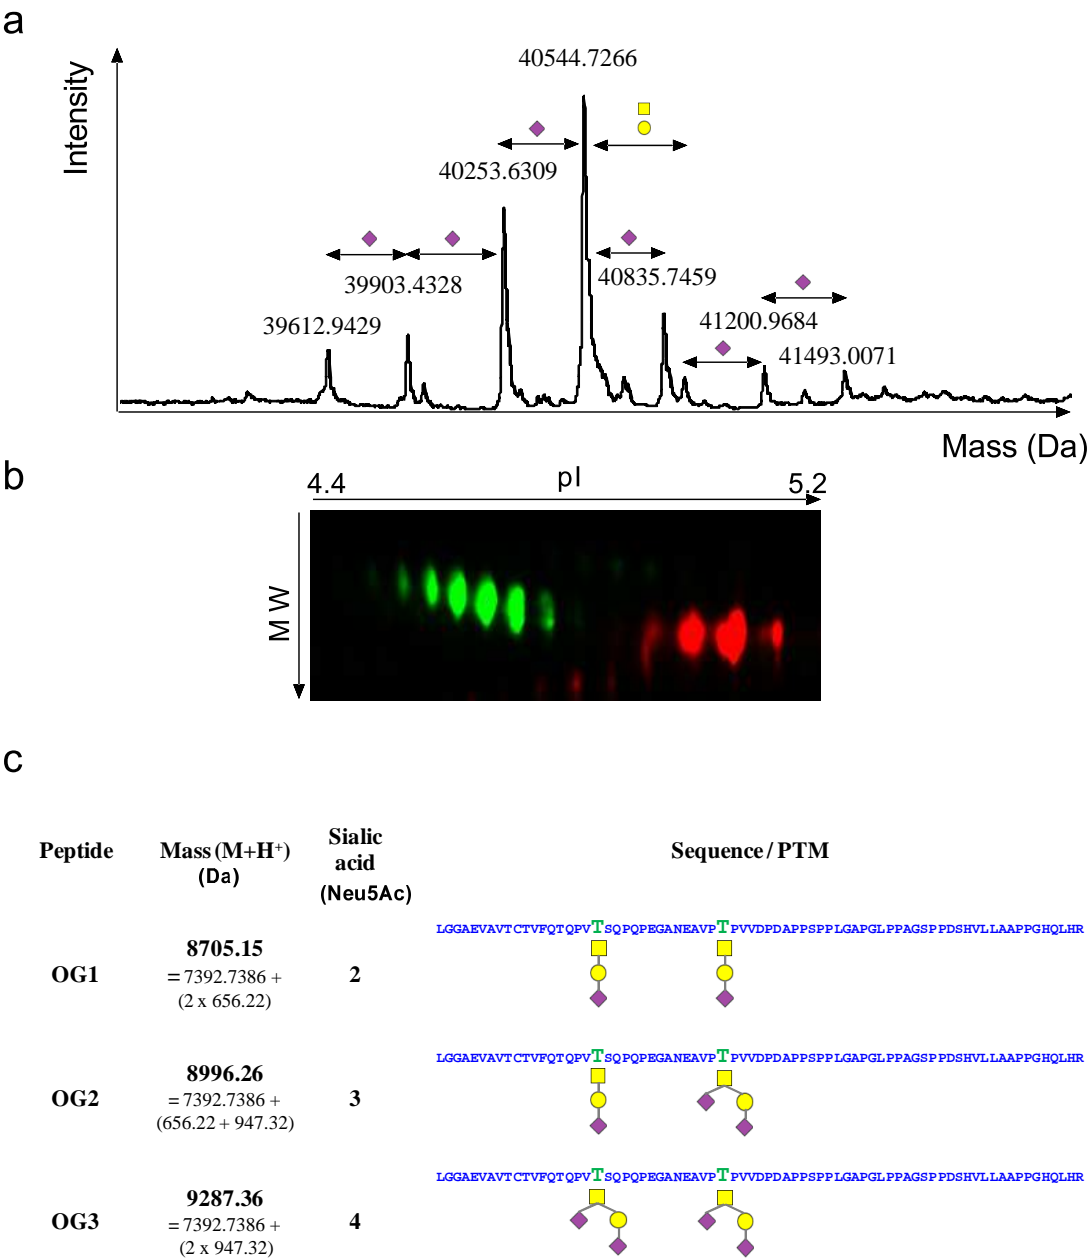 a
Intensity
40544.7266
40253.6309
39903.4328
40835.7459
39612.9429
41200.9684
41493.0071
Mass (Da)
b
4.4
pI
5.2
MW
c
Peptide
Mass (M+H⁺)
(Da)
Sialic
acid
(Neu5Ac)
Sequence / PTM
LGGAEVAVTCTVFQTQPVTSQPQPEGANEAVPTPVVDPDAPPSPPLGAPGLPPAGSPPDSHVLLAAPPGHQLHR
OG1
8705.15
= 7392.7386 +
(2 x 656.22)
2
LGGAEVAVTCTVFQTQPVTSQPQPEGANEAVPTPVVDPDAPPSPPLGAPGLPPAGSPPDSHVLLAAPPGHQLHR
OG2
8996.26
= 7392.7386 +
(656.22 + 947.32)
3
LGGAEVAVTCTVFQTQPVTSQPQPEGANEAVPTPVVDPDAPPSPPLGAPGLPPAGSPPDSHVLLAAPPGHQLHR
OG3
9287.36
= 7392.7386 +
(2 x 947.32)
4